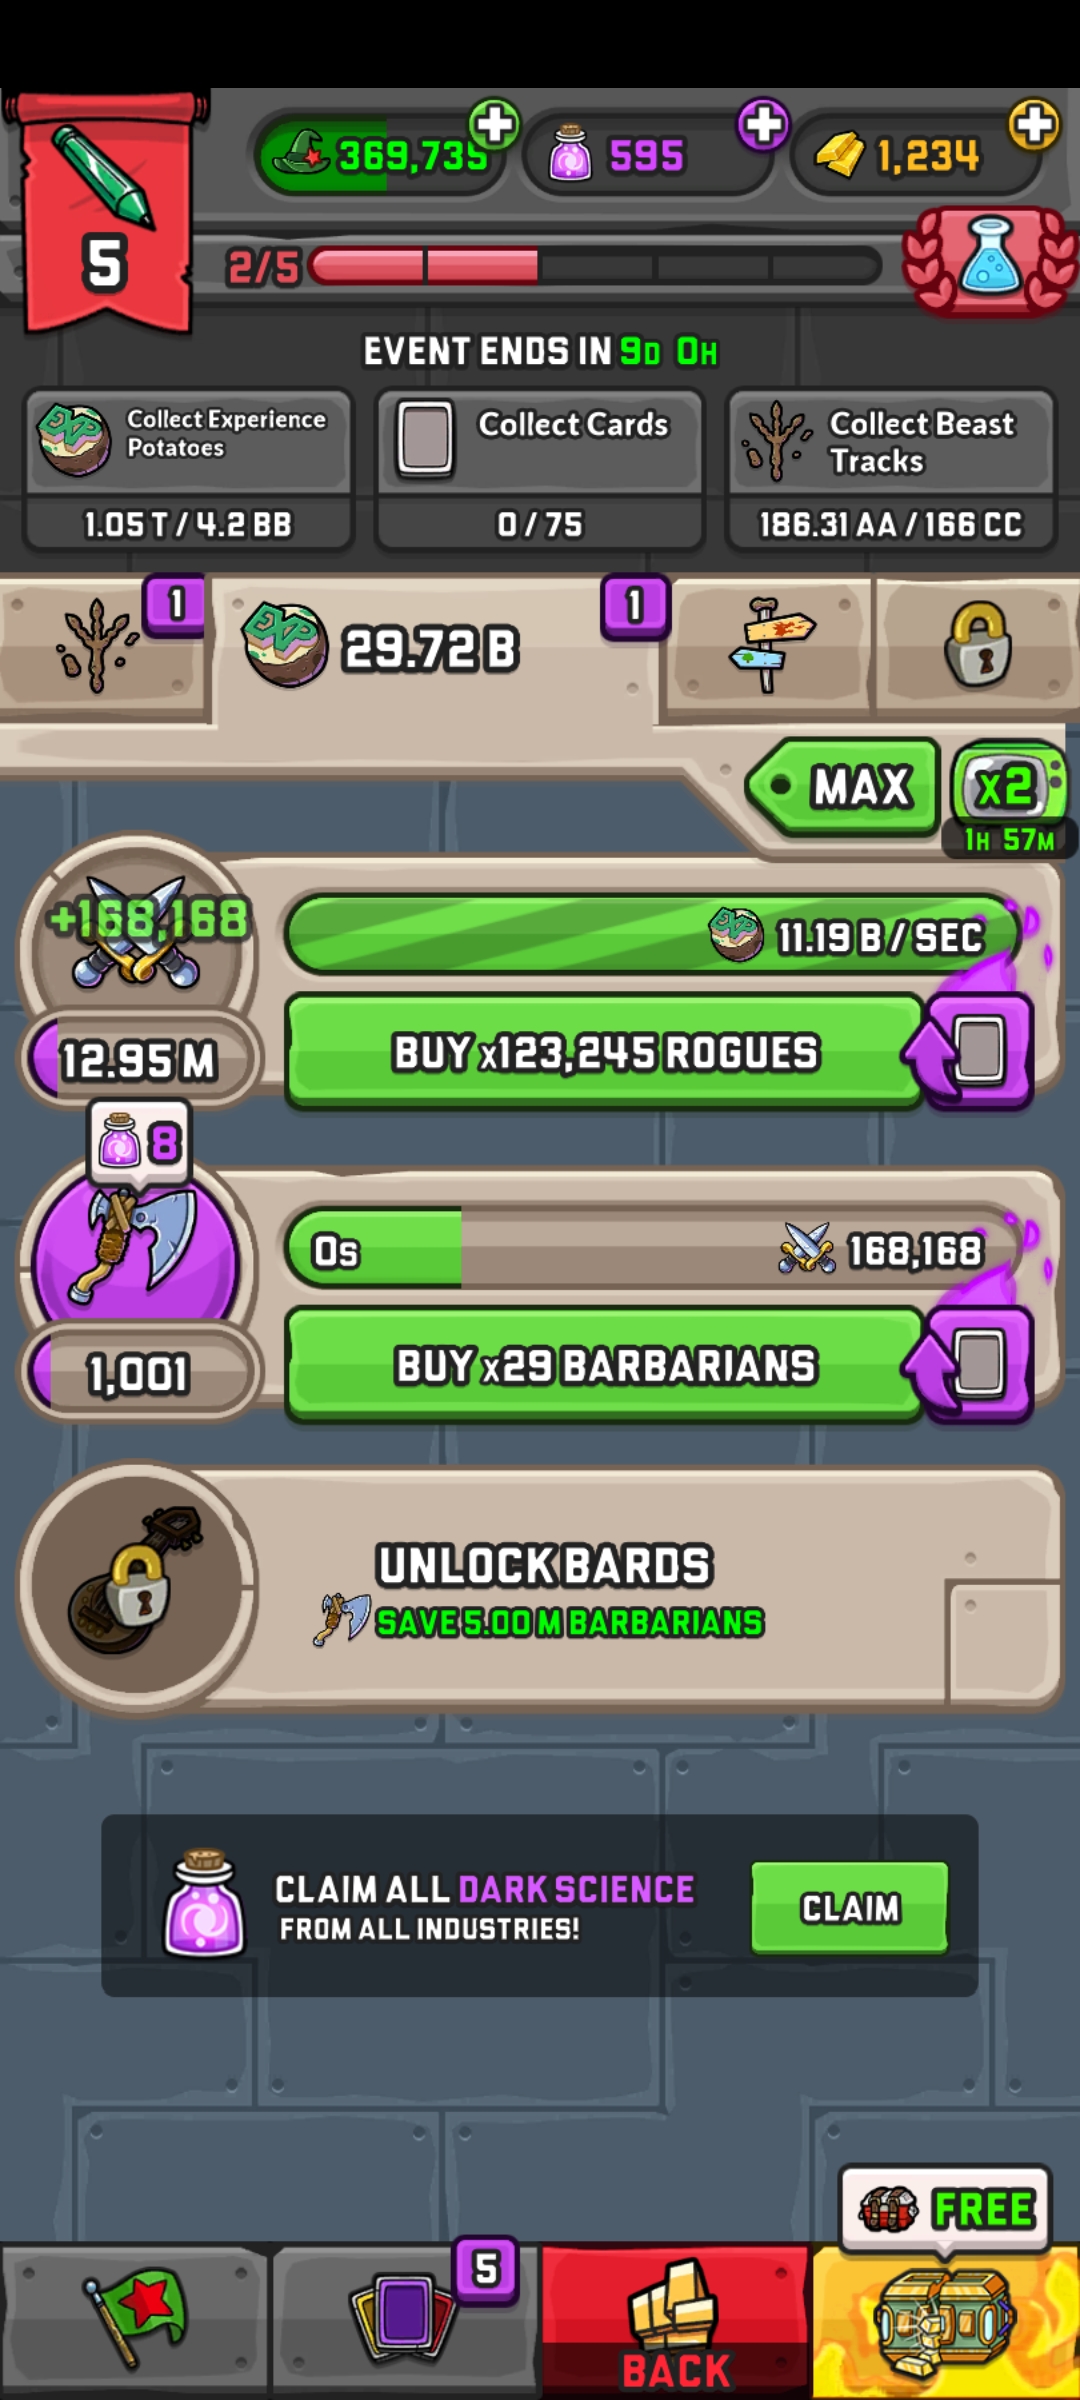 369,735
595
1,234
5
2/5
EVENT ENDS IN 9D 0H
Collect Experience
Potatoes
1.05 T / 4.2 BB
Collect Cards
0 / 75
Collect Beast
Tracks
186.31 AA / 166 CC
1
EXP
29.72 B
1
MAX
x2
1H 57M
+168,168
11.19 B / SEC
12.95 M
BUY x123,245 ROGUES
8
0s
168,168
1,001
BUY x29 BARBARIANS
UNLOCK BARDS
SAVE 5.00 M BARBARIANS
CLAIM ALL DARK SCIENCE
FROM ALL INDUSTRIES!
CLAIM
FREE
5
BACK